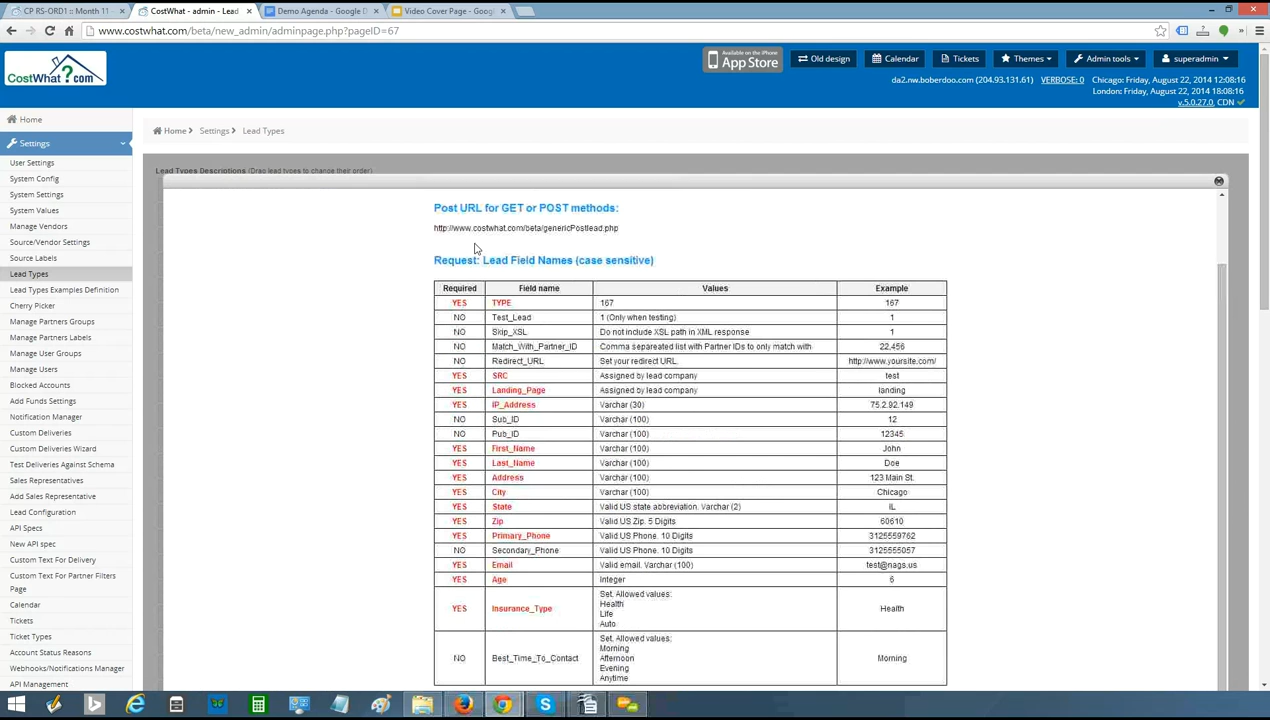 CP RS-ORD1 :: Month 11
CostWhat - admin - Lead
Demo Agenda - Google D
Video Cover Page - Goog
www.costwhat.com/beta/new_admin/adminpage.php?pageID=67
CostWhat?.com
Available on the iPhone
App Store
Old design
Calendar
Tickets
Themes
Admin tools
superadmin
da2.nw.boberdoo.com (204.93.131.61) VERBOSE: 0 Chicago: Friday, August 22, 2014 12:08:16
London: Friday, August 22, 2014 18:08:16
v.5.0.27.0 CDN
Home
Settings
User Settings
System Config
System Settings
System Values
Manage Vendors
Source/Vendor Settings
Source Labels
Lead Types
Lead Types Examples Definition
Cherry Picker
Manage Partners Groups
Manage Partners Labels
Manage User Groups
Manage Users
Blocked Accounts
Add Funds Settings
Notification Manager
Custom Deliveries
Custom Deliveries Wizard
Test Deliveries Against Schema
Sales Representatives
Add Sales Representative
Lead Configuration
API Specs
New API spec
Custom Text For Delivery
Custom Text For Partner Filters
Page
Calendar
Tickets
Ticket Types
Account Status Reasons
Webhooks/Notifications Manager
API Management
Home Settings Lead Types
Lead Types Descriptions (Drag lead types to change their order)
Post URL for GET or POST methods:
http://www.costwhat.com/beta/genericPostlead.php
Request: Lead Field Names (case sensitive)
Required Field name Values Example
YES TYPE 167 167
NO Test_Lead 1 (Only when testing) 1
NO Skip_XSL Do not include XSL path in XML response 1
NO Match_With_Partner_ID Comma separeated list with Partner IDs to only match with 22,456
NO Redirect_URL Set your redirect URL. http://www.yoursite.com/
YES SRC Assigned by lead company test
YES Landing_Page Assigned by lead company landing
YES IP_Address Varchar (30) 75.2.92.149
NO Sub_ID Varchar (100) 12
NO Pub_ID Varchar (100) 12345
YES First_Name Varchar (100) John
YES Last_Name Varchar (100) Doe
YES Address Varchar (100) 123 Main St.
YES City Varchar (100) Chicago
YES State Valid US state abbreviation. Varchar (2) IL
YES Zip Valid US Zip. 5 Digits 60610
YES Primary_Phone Valid US Phone. 10 Digits 3125559762
NO Secondary_Phone Valid US Phone. 10 Digits 3125555057
YES Email Valid email. Varchar (100) test@nags.us
YES Age Integer 6
YES Insurance_Type Set. Allowed values: Health
Health
Life
Auto
NO Best_Time_To_Contact Set. Allowed values: Morning
Morning
Afternoon
Evening
Anytime